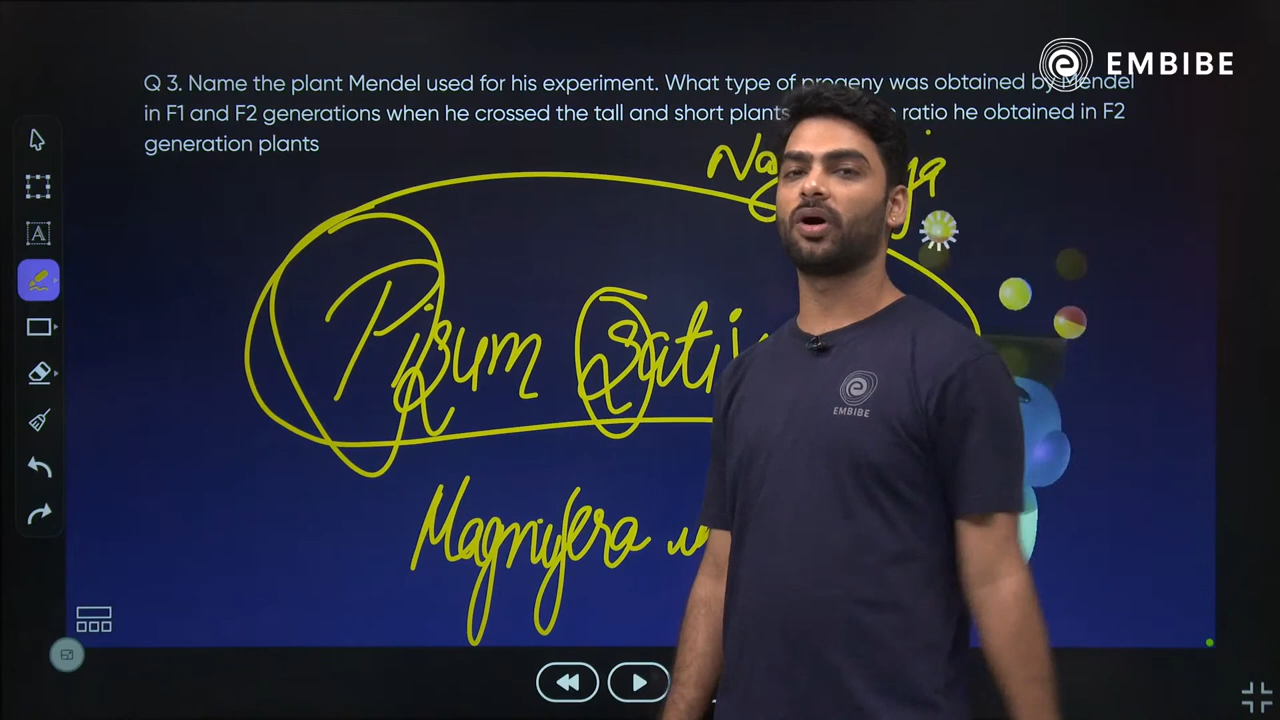 EMBIBE
Q 3. Name the plant Mendel used for his experiment. What type of progeny was obtained by Mendel
in F1 and F2 generations when he crossed the tall and short plants ratio he obtained in F2
generation plants
Pisum Sati
Magnifera
EMBIBE